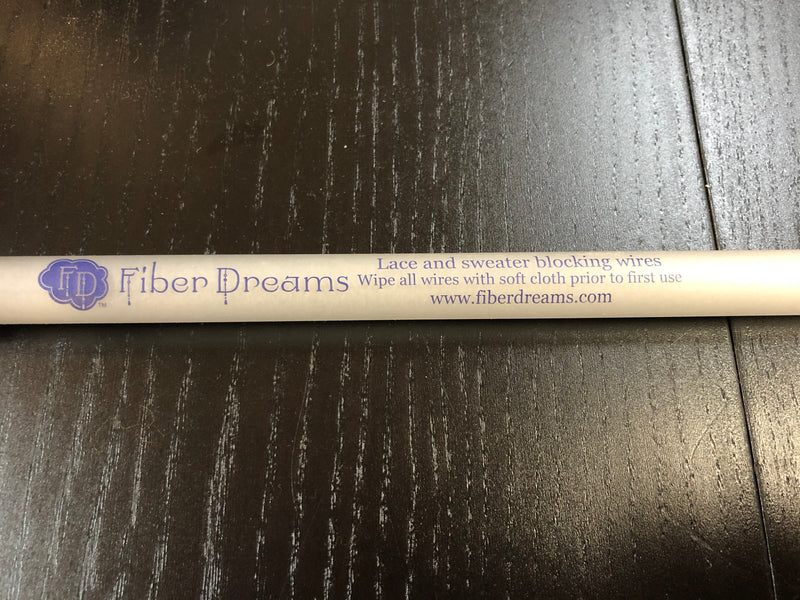 FD™ Fiber Dreams
Lace and sweater blocking wires
Wipe all wires with soft cloth prior to first use
www.fiberdreams.com